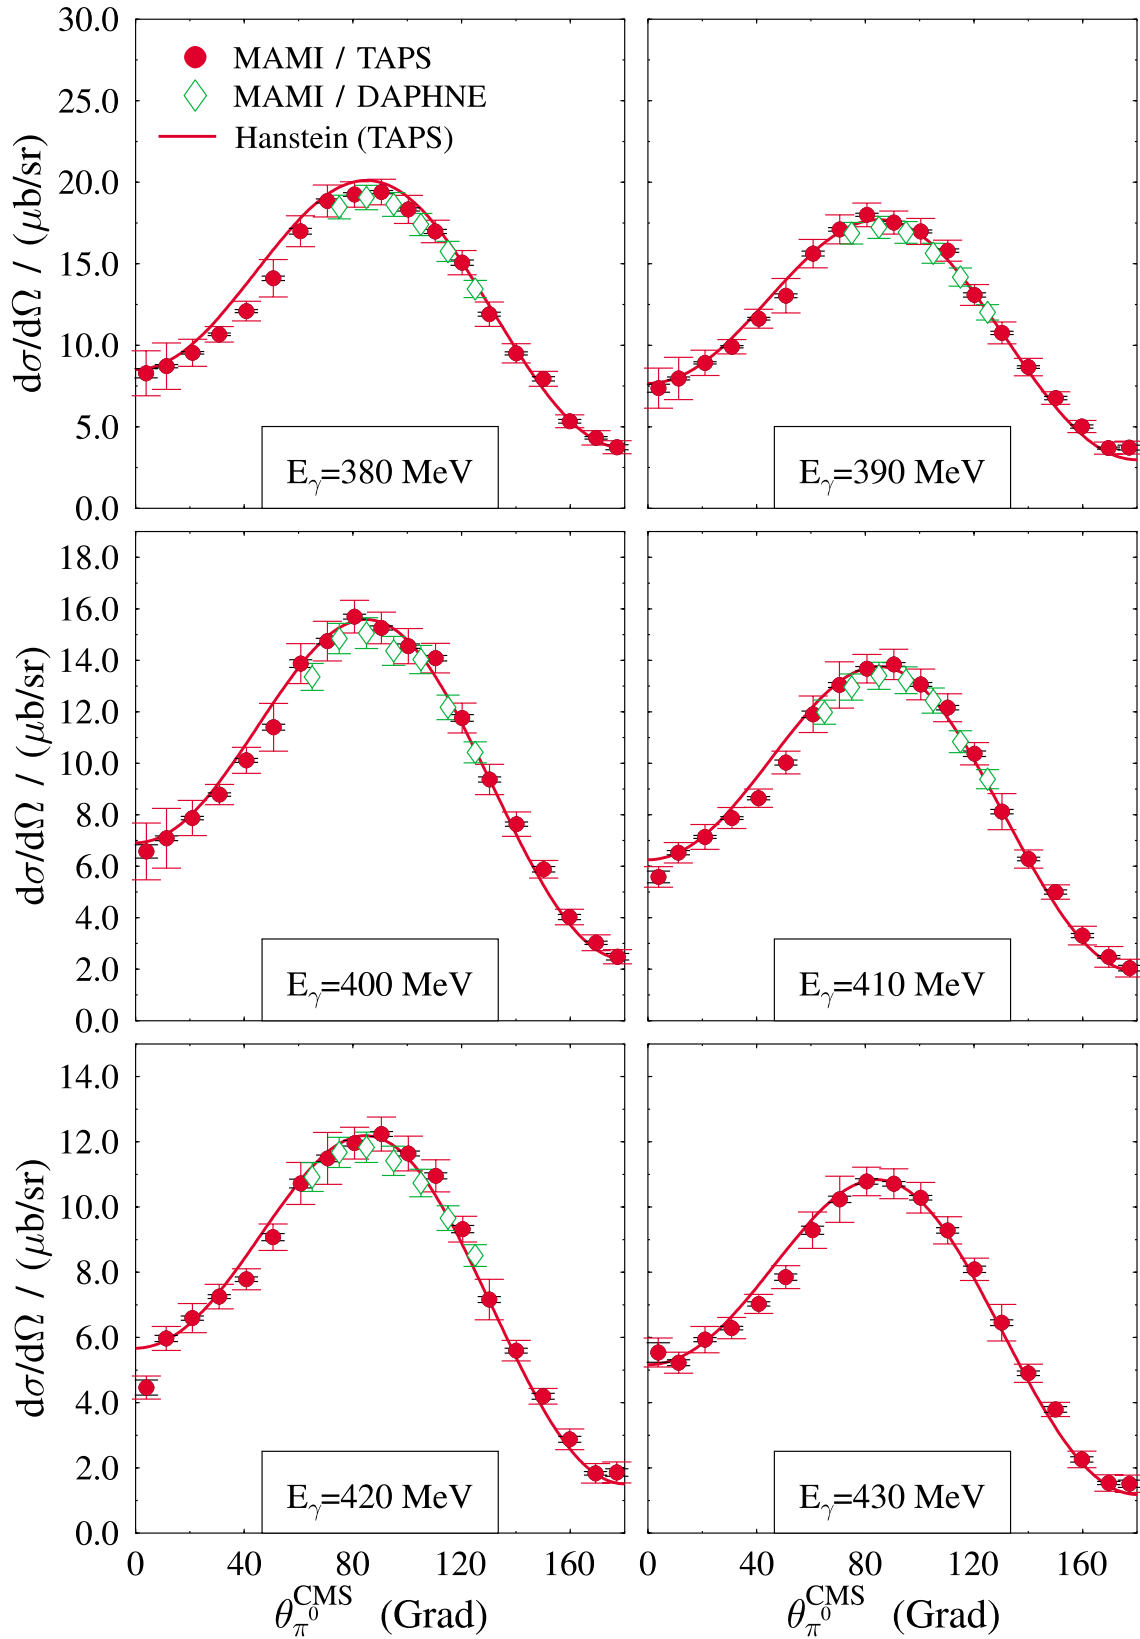 30.0
25.0
20.0
15.0
10.0
5.0
0.0
dσ/dΩ / (μb/sr)
MAMI / TAPS
MAMI / DAPHNE
Hanstein (TAPS)
Eγ=380 MeV
Eγ=390 MeV
18.0
16.0
14.0
12.0
10.0
8.0
6.0
4.0
2.0
0.0
dσ/dΩ / (μb/sr)
Eγ=400 MeV
Eγ=410 MeV
14.0
12.0
10.0
8.0
6.0
4.0
2.0
0.0
dσ/dΩ / (μb/sr)
Eγ=420 MeV
Eγ=430 MeV
0 40 80 120 160
0 40 80 120 160
θπ0CMS (Grad)
θπ0CMS (Grad)